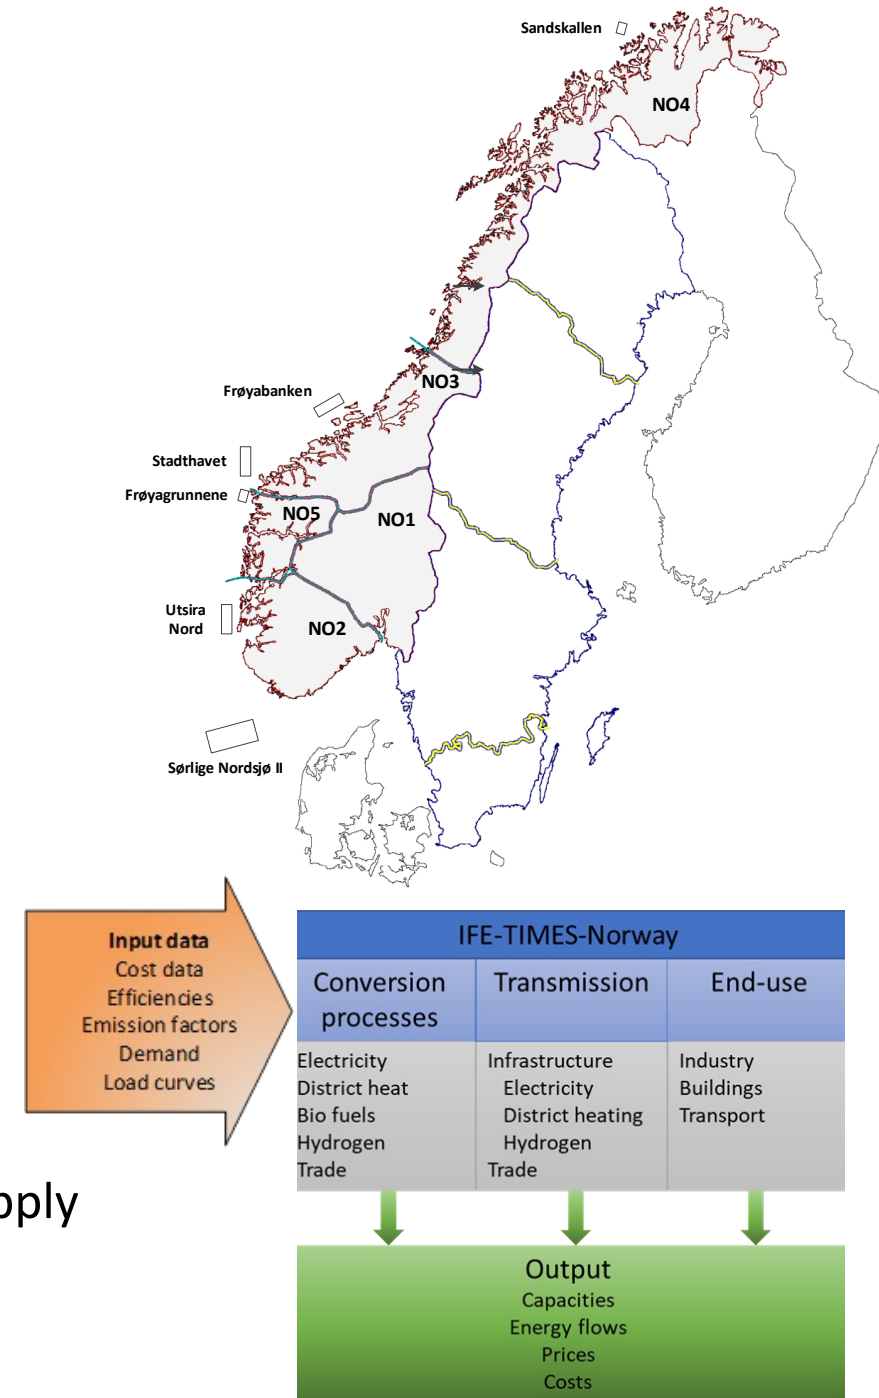 Sandskallen
NO4
NO3
Frøyabanken
Stadthavet
Frøyagrunnene
NO5
NO1
Utsira
Nord
NO2
Sørlige Nordsjø II
Input data
Cost data
Efficiencies
Emission factors
Demand
Load curves
IFE-TIMES-Norway
Conversion
processes
Transmission
End-use
Electricity
District heat
Bio fuels
Hydrogen
Trade
Infrastructure
Electricity
District heating
Hydrogen
Trade
Industry
Buildings
Transport
Output
Capacities
Energy flows
Prices
Costs